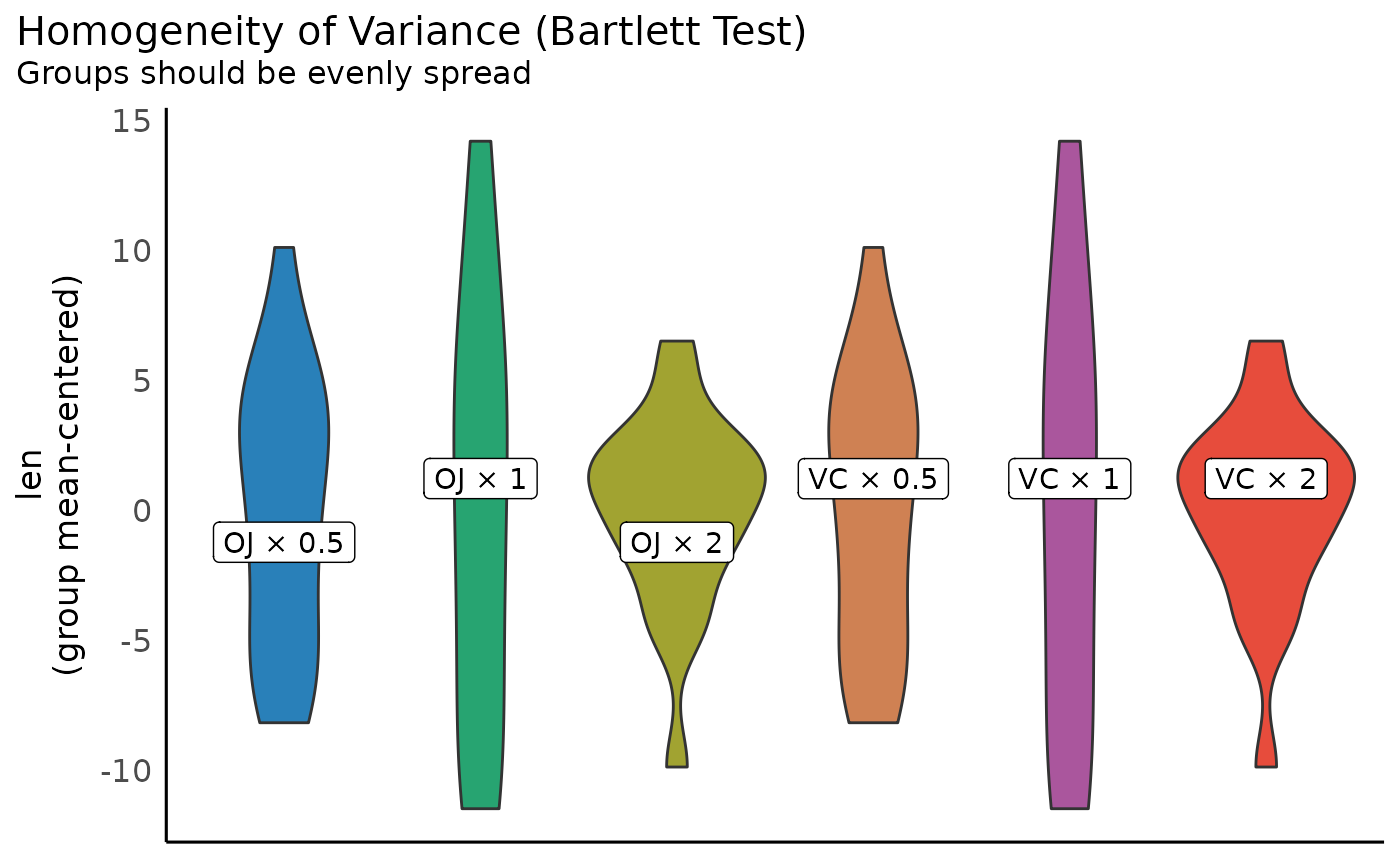 Homogeneity of Variance (Bartlett Test)
Groups should be evenly spread
15
10
5
0
-5
-10
len
(group mean-centered)
OJ × 0.5
OJ × 1
OJ × 2
VC × 0.5
VC × 1
VC × 2